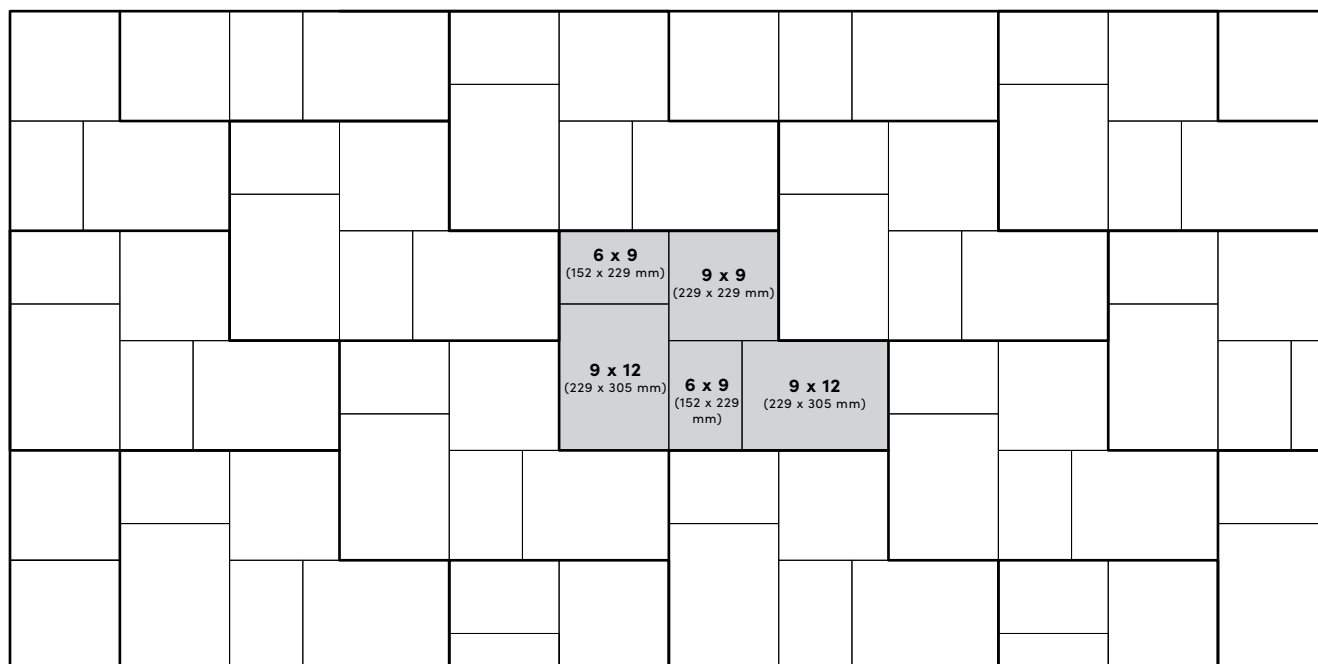 6 x 9
(152 x 229 mm)
9 x 9
(229 x 229 mm)
9 x 12
(229 x 305 mm)
6 x 9
(152 x 229
mm)
9 x 12
(229 x 305 mm)